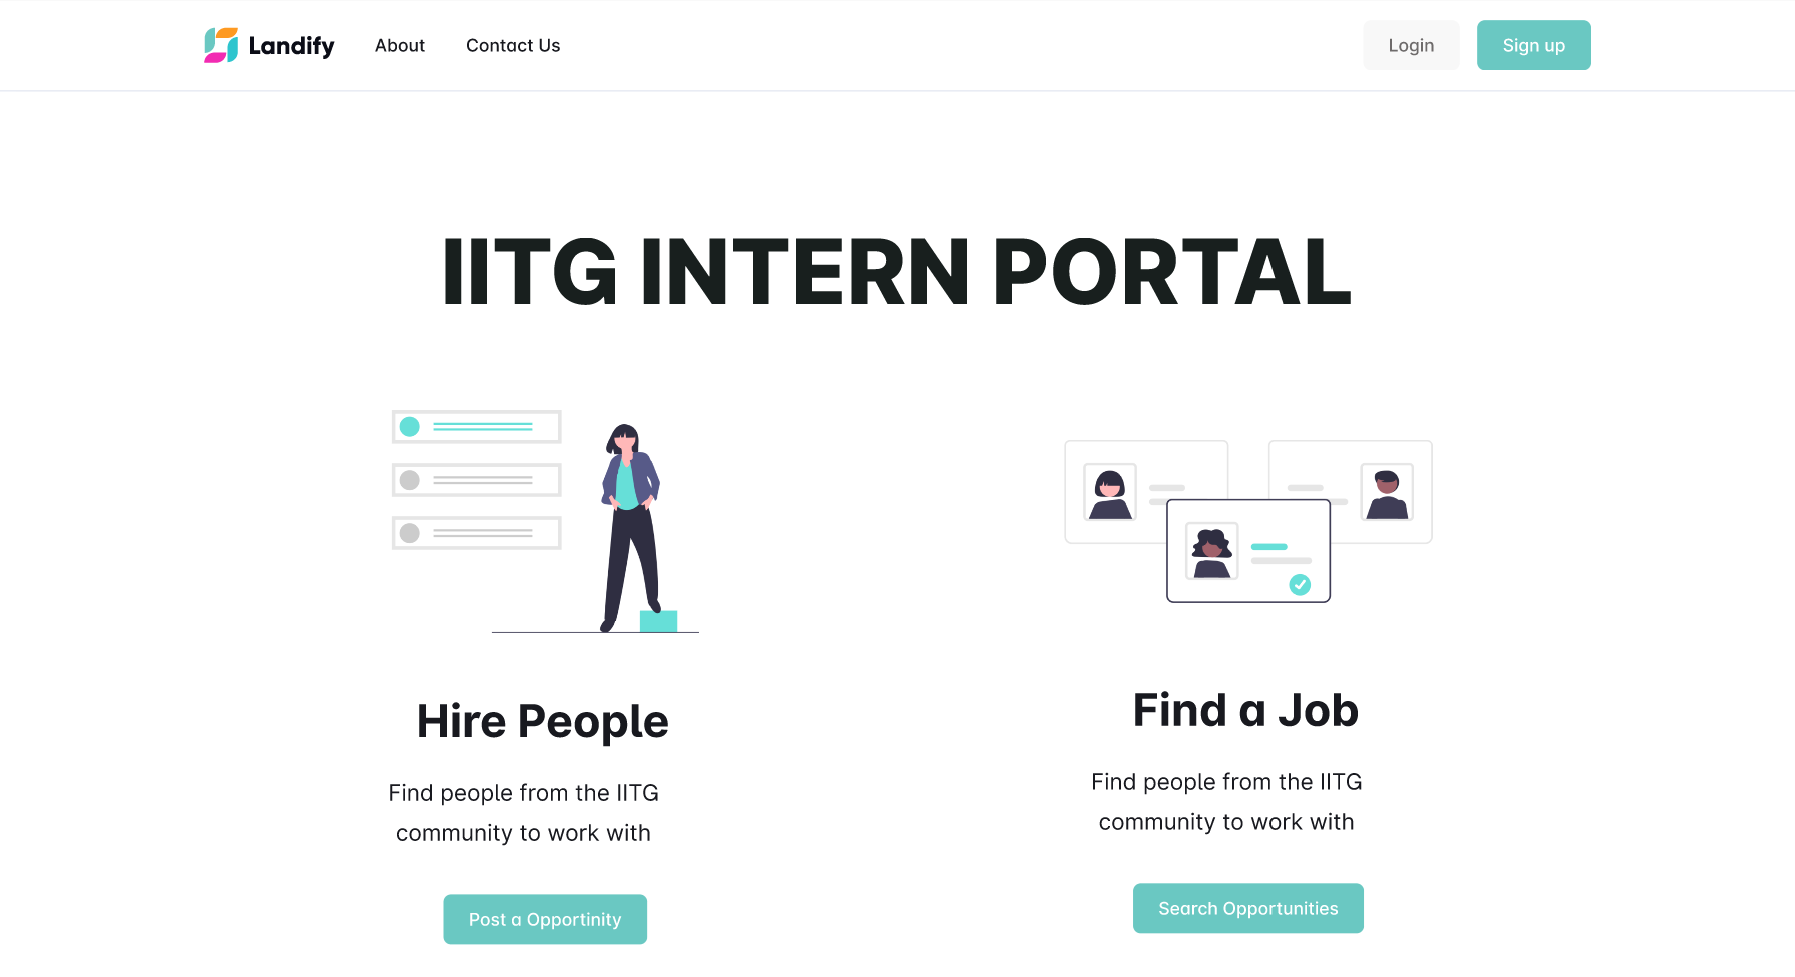 Landify About Contact Us Login Sign up
IITG INTERN PORTAL
Hire People
Find people from the IITG
community to work with
Post a Opportinity
Find a Job
Find people from the IITG
community to work with
Search Opportunities